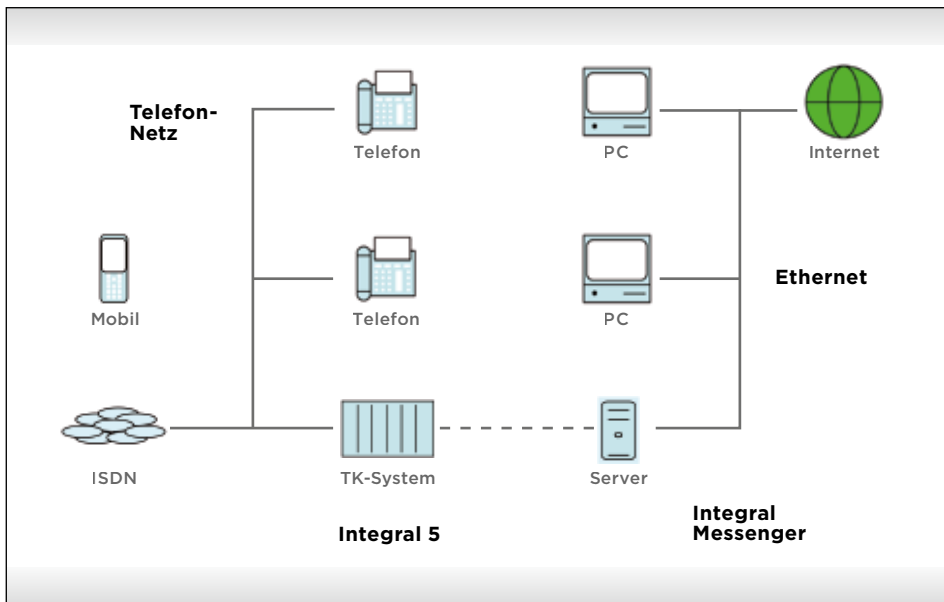 Telefon-
Netz
Telefon
PC
Internet
Mobil
Telefon
PC
Ethernet
ISDN
TK-System
Server
Integral 5
Integral
Messenger